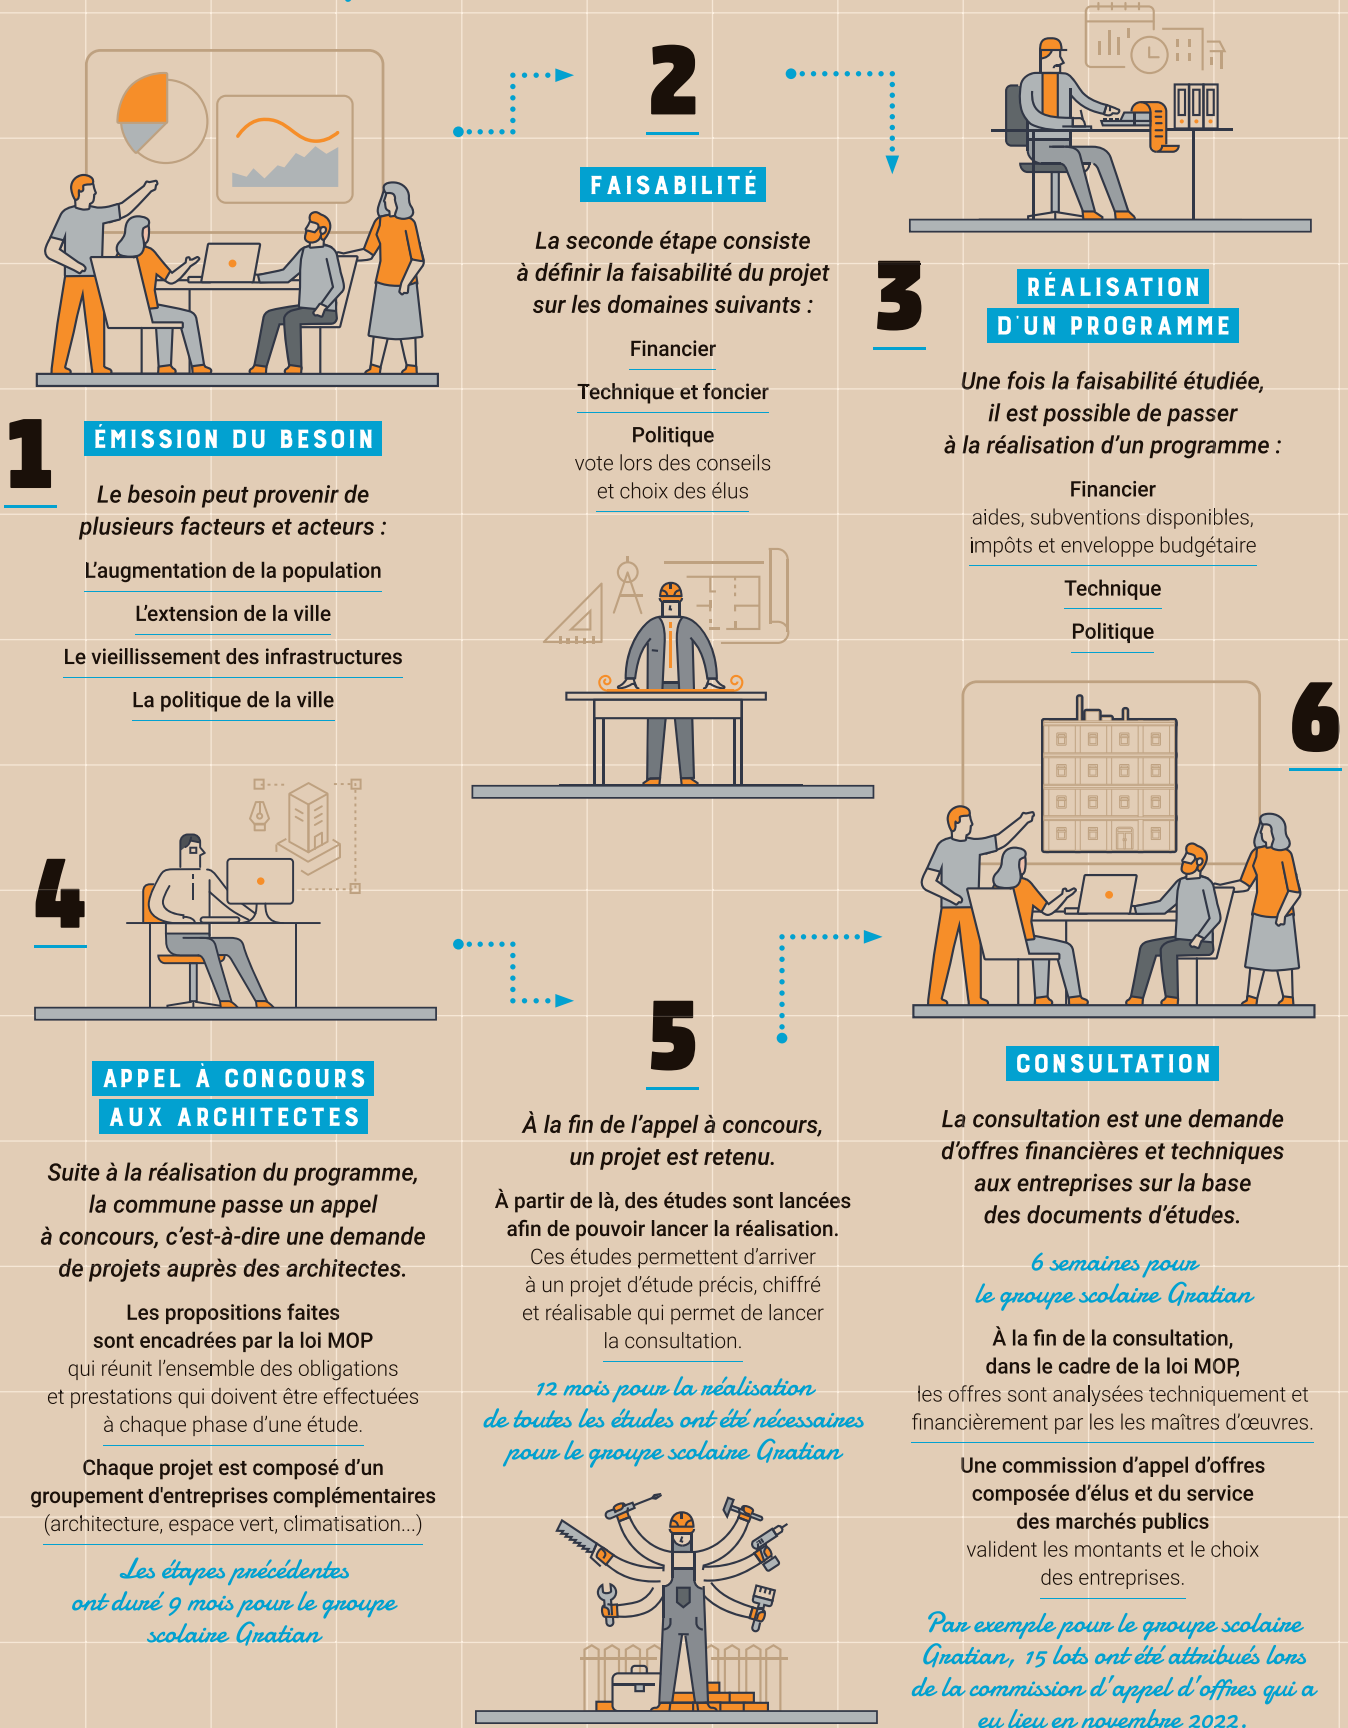 1
ÉMISSION DU BESOIN
Le besoin peut provenir de
plusieurs facteurs et acteurs :
L'augmentation de la population
L'extension de la ville
Le vieillissement des infrastructures
La politique de la ville
2
FAISABILITÉ
La seconde étape consiste
à définir la faisabilité du projet
sur les domaines suivants :
Financier
Technique et foncier
Politique
vote lors des conseils
et choix des élus
3
RÉALISATION
D'UN PROGRAMME
Une fois la faisabilité étudiée,
il est possible de passer
à la réalisation d'un programme :
Financier
aides, subventions disponibles,
impôts et enveloppe budgétaire
Technique
Politique
4
APPEL À CONCOURS
AUX ARCHITECTES
Suite à la réalisation du programme,
la commune passe un appel
à concours, c'est-à-dire une demande
de projets auprès des architectes.
Les propositions faites
sont encadrées par la loi MOP
qui réunit l'ensemble des obligations
et prestations qui doivent être effectuées
à chaque phase d'une étude.
Chaque projet est composé d'un
groupement d'entreprises complémentaires
(architecture, espace vert, climatisation...)
Les étapes précédentes
ont duré 9 mois pour le groupe
scolaire Gratian
5
À la fin de l'appel à concours,
un projet est retenu.
À partir de là, des études sont lancées
afin de pouvoir lancer la réalisation.
Ces études permettent d'arriver
à un projet d'étude précis, chiffré
et réalisable qui permet de lancer
la consultation.
12 mois pour la réalisation
de toutes les études ont été nécessaires
pour le groupe scolaire Gratian
6
CONSULTATION
La consultation est une demande
d'offres financières et techniques
aux entreprises sur la base
des documents d'études.
6 semaines pour
le groupe scolaire Gratian
À la fin de la consultation,
dans le cadre de la loi MOP,
les offres sont analysées techniquement et
financièrement par les les maîtres d'œuvres.
Une commission d'appel d'offres
composée d'élus et du service
des marchés publics
valident les montants et le choix
des entreprises.
Par exemple pour le groupe scolaire
Gratian, 15 lots ont été attribués lors
de la commission d'appel d'offres qui a
eu lieu en novembre 2022.